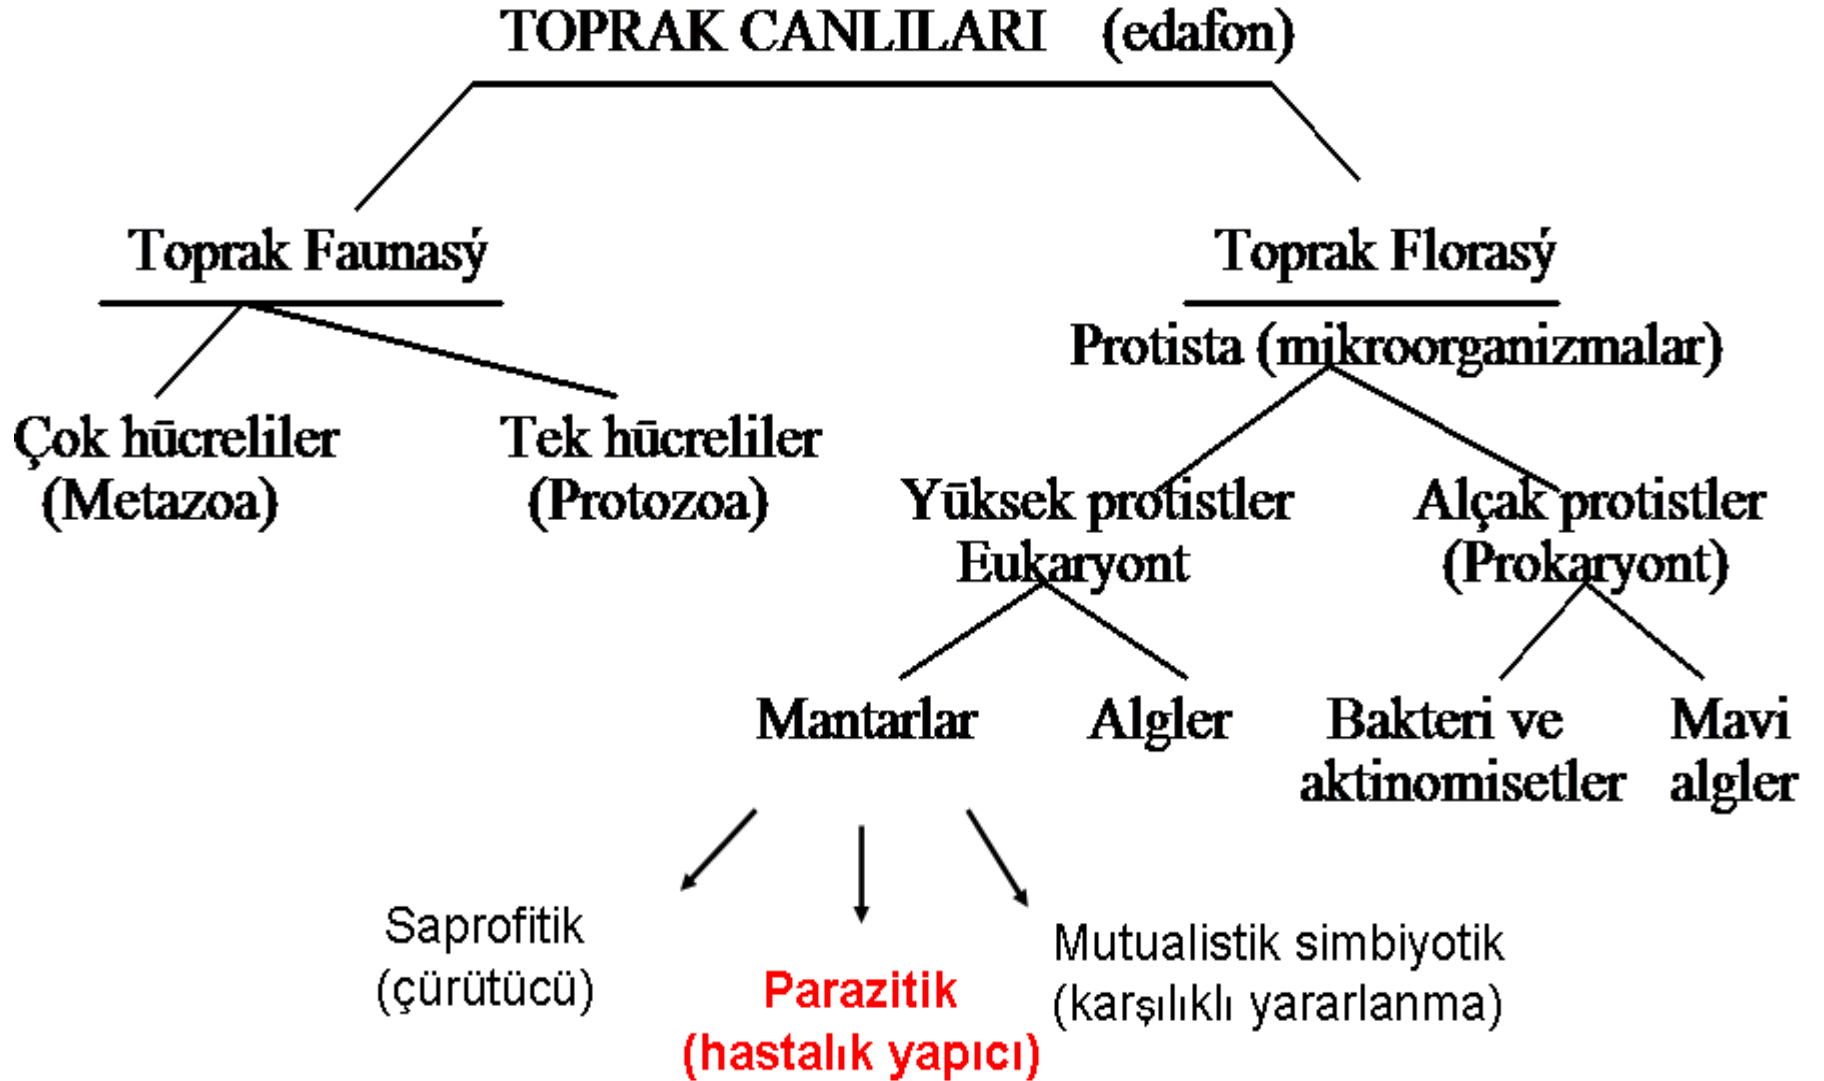 TOPRAK CANLILARI (edafon)
Toprak Faunasý
Toprak Florasý
Protista (mikroorganizmalar)
Çok hücreliler
(Metazoa)
Tek hücreliler
(Protozoa)
Yüksek protistler
Eukaryont
Alçak protistler
(Prokaryont)
Mantarlar
Algler
Bakteri ve
aktinomisetler
Mavi
algler
Saprofitik
(çürütücü)
Parazitik
(hastalık yapıcı)
Mutualistik simbiyotik
(karşılıklı yararlanma)